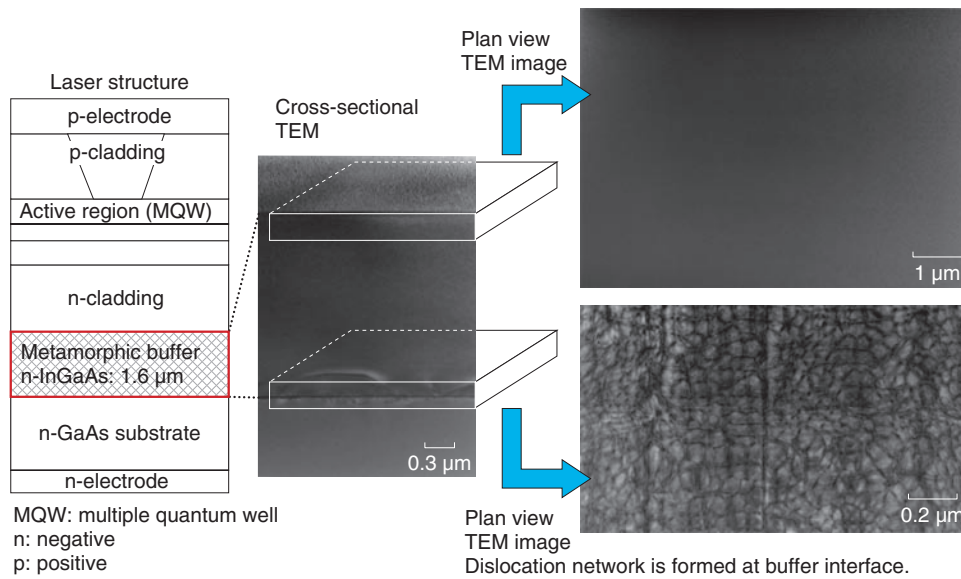 Laser structure
p-electrode
p-cladding
Active region (MQW)
n-cladding
Metamorphic buffer
n-InGaAs: 1.6 μm
n-GaAs substrate
n-electrode
MQW: multiple quantum well
n: negative
p: positive
Cross-sectional
TEM
0.3 μm
Plan view
TEM image
1 μm
0.2 μm
Plan view
TEM image
Dislocation network is formed at buffer interface.